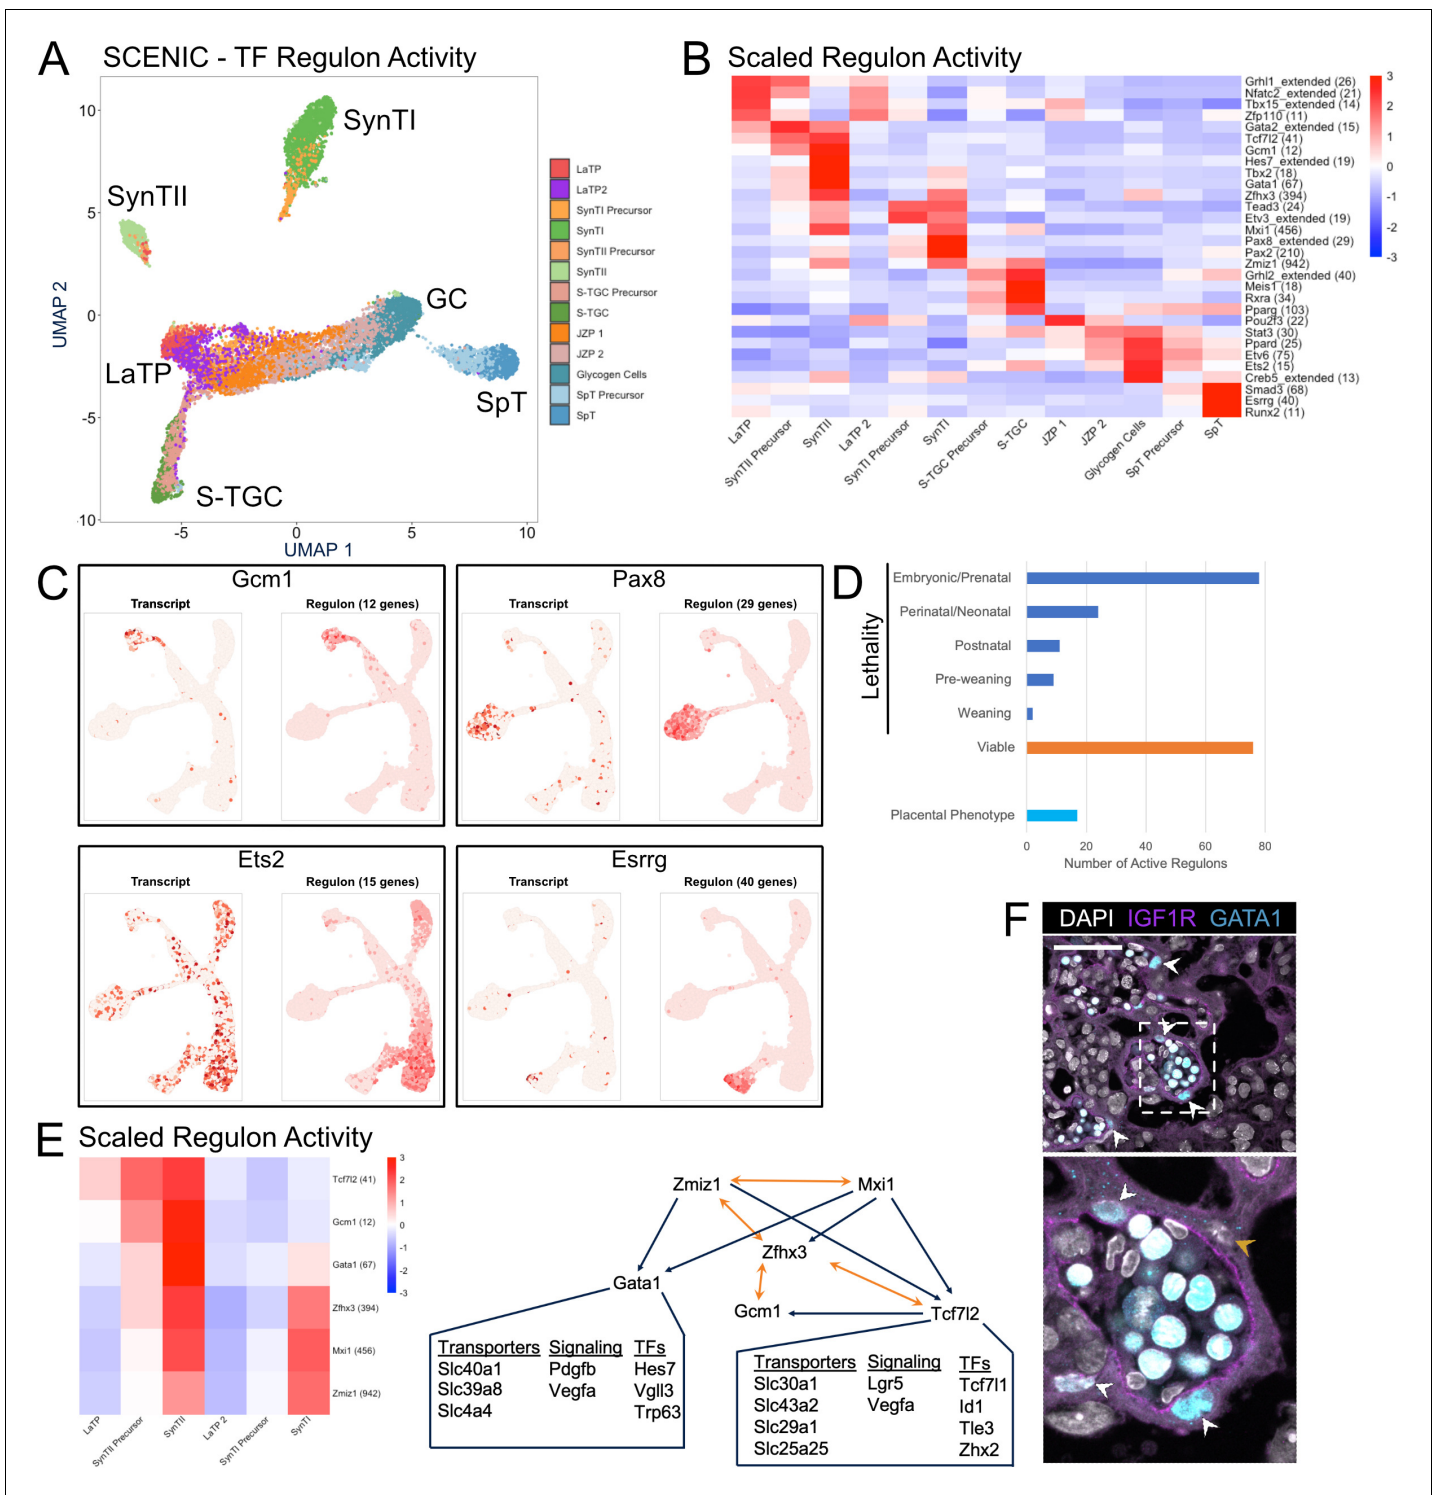 A SCENIC - TF Regulon Activity
SynTI
SynTII
GC
LaTP
SpT
S-TGC
10
5
0
-5
-10
-5
0
5
10
UMAP 2
UMAP 1
LaTP
LaTP2
SynTI Precursor
SynTI
SynTII Precursor
SynTII
S-TGC Precursor
S-TGC
JZP 1
JZP 2
Glycogen Cells
SpT Precursor
SpT
B Scaled Regulon Activity
Grhl1_extended (26)
Nfatc2_extended (21)
Tbx15_extended (14)
Zfp110 (11)
Gata2_extended (15)
Tcf7l2 (41)
Gcm1 (12)
Hes7_extended (19)
Tbx2 (18)
Gata1 (67)
Zfhx3 (394)
Tead3 (24)
Etv3_extended (19)
Mxi1 (456)
Pax8_extended (29)
Pax2 (210)
Zmiz1 (942)
Grhl2_extended (40)
Meis1 (18)
Rxra (34)
Pparg (103)
Pou2f3 (22)
Stat3 (30)
Ppard (25)
Etv6 (75)
Ets2 (15)
Creb5_extended (13)
Smad3 (68)
Esrrg (40)
Runx2 (11)
3
2
1
0
-1
-2
-3
LaTP
SynTII Precursor
SynTII
LaTP 2
SynTI Precursor
SynTI
S-TGC Precursor
S-TGC
JZP 1
JZP 2
Glycogen Cells
SpT Precursor
SpT
C
Gcm1
Transcript
Regulon (12 genes)
Pax8
Transcript
Regulon (29 genes)
Ets2
Transcript
Regulon (15 genes)
Esrrg
Transcript
Regulon (40 genes)
D
Lethality
Embryonic/Prenatal
Perinatal/Neonatal
Postnatal
Pre-weaning
Weaning
Viable
Placental Phenotype
0
20
40
60
80
Number of Active Regulons
E Scaled Regulon Activity
Tcf7l2 (41)
Gcm1 (12)
Gata1 (67)
Zfhx3 (394)
Mxi1 (456)
Zmiz1 (942)
3
2
1
0
-1
-2
-3
LaTP
SynTII Precursor
SynTII
LaTP 2
SynTI Precursor
SynTI
Zmiz1
Mxi1
Zfhx3
Gata1
Gcm1
Tcf7l2
Transporters Signaling TFs
Slc40a1 Pdgfb Hes7
Slc39a8 Vegfa Vgll3
Slc4a4 Trp63
Transporters Signaling TFs
Slc30a1 Lgr5 Tcf7l1
Slc43a2 Vegfa Id1
Slc29a1 Tle3
Slc25a25 Zhx2
F
DAPI IGF1R GATA1